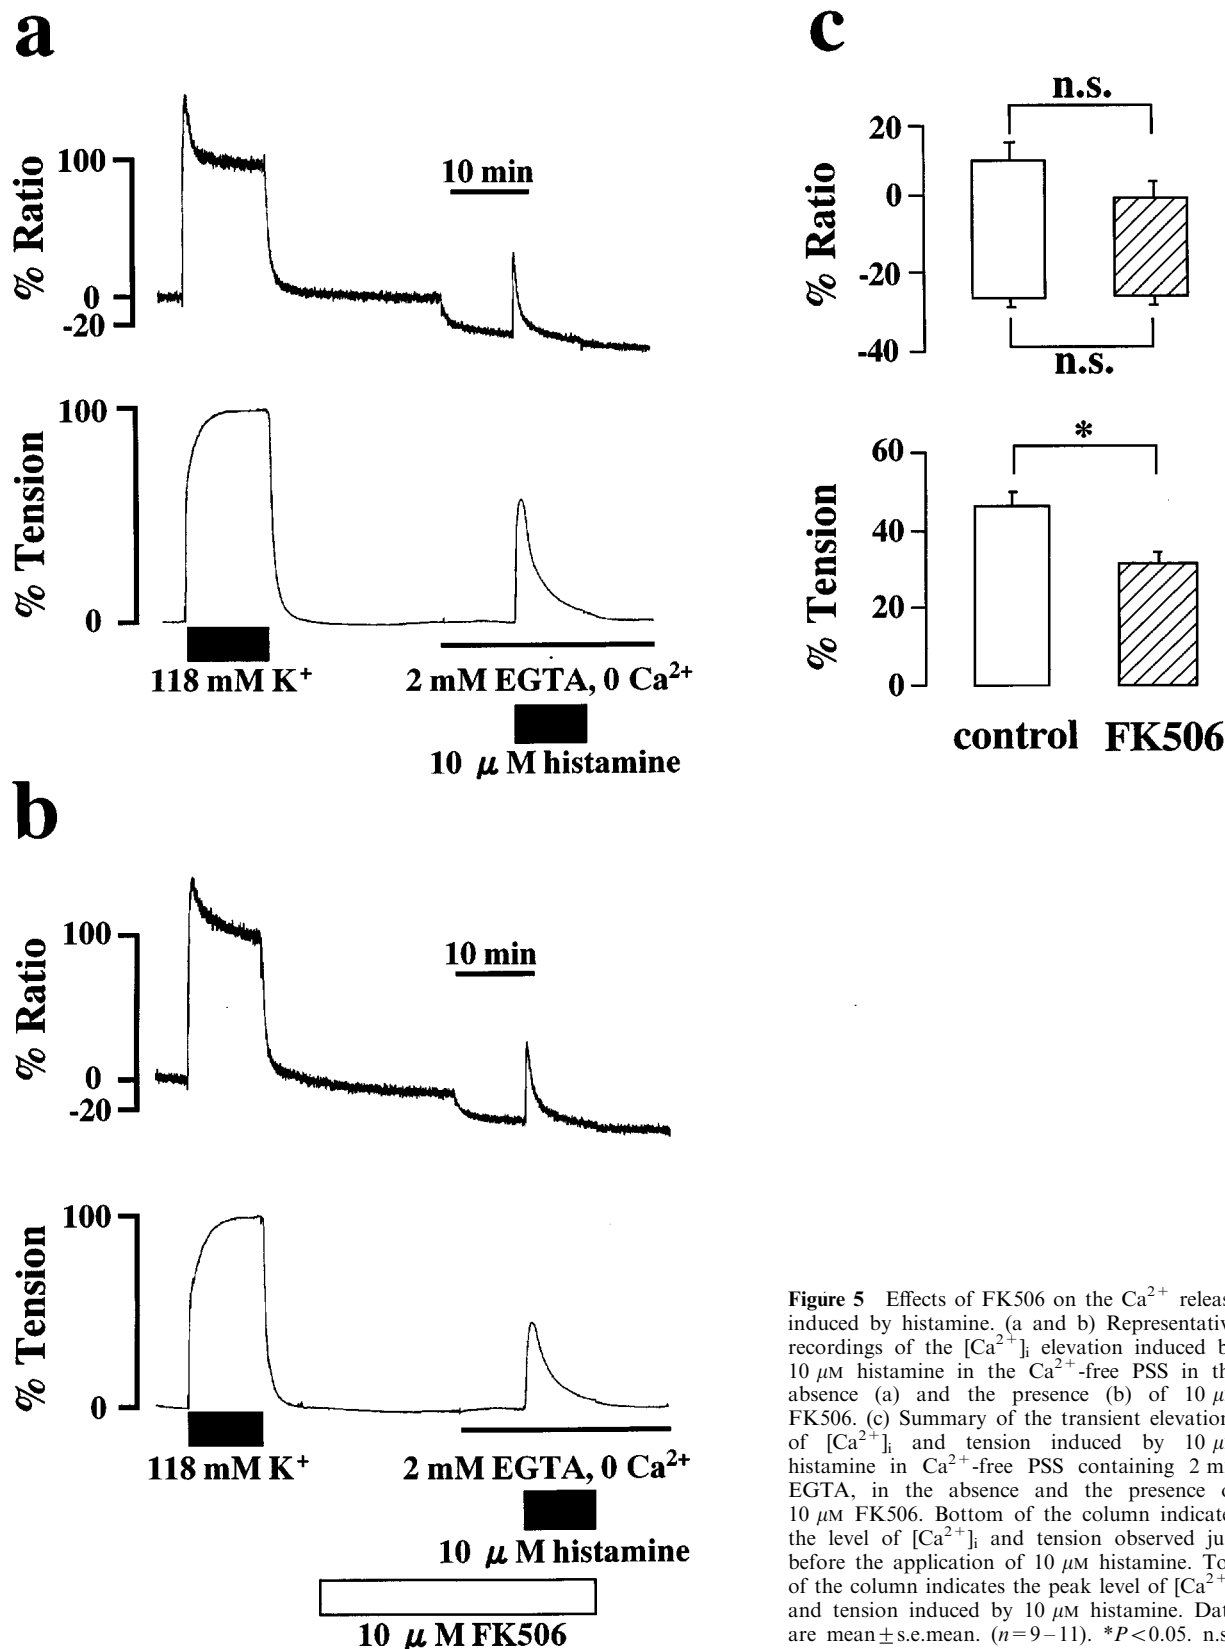 a
% Ratio
100
0
-20
10 min
% Tension
100
0
118 mM K⁺
2 mM EGTA, 0 Ca²⁺
10 μ M histamine
b
% Ratio
100
0
-20
10 min
% Tension
100
0
118 mM K⁺
2 mM EGTA, 0 Ca²⁺
10 μ M histamine
10 μ M FK506
c
n.s.
% Ratio
20
0
-20
-40
n.s.
*
% Tension
60
40
20
0
control FK506
Figure 5 Effects of FK506 on the Ca²⁺ releas
induced by histamine. (a and b) Representativ
recordings of the [Ca²⁺]i elevation induced b
10 μM histamine in the Ca²⁺-free PSS in th
absence (a) and the presence (b) of 10 μ
FK506. (c) Summary of the transient elevation
of [Ca²⁺]i and tension induced by 10 μ
histamine in Ca²⁺-free PSS containing 2 m
EGTA, in the absence and the presence o
10 μM FK506. Bottom of the column indicate
the level of [Ca²⁺]i and tension observed ju
before the application of 10 μM histamine. To
of the column indicates the peak level of [Ca²⁺
and tension induced by 10 μM histamine. Dat
are mean±s.e.mean. (n=9–11). *P<0.05. n.s